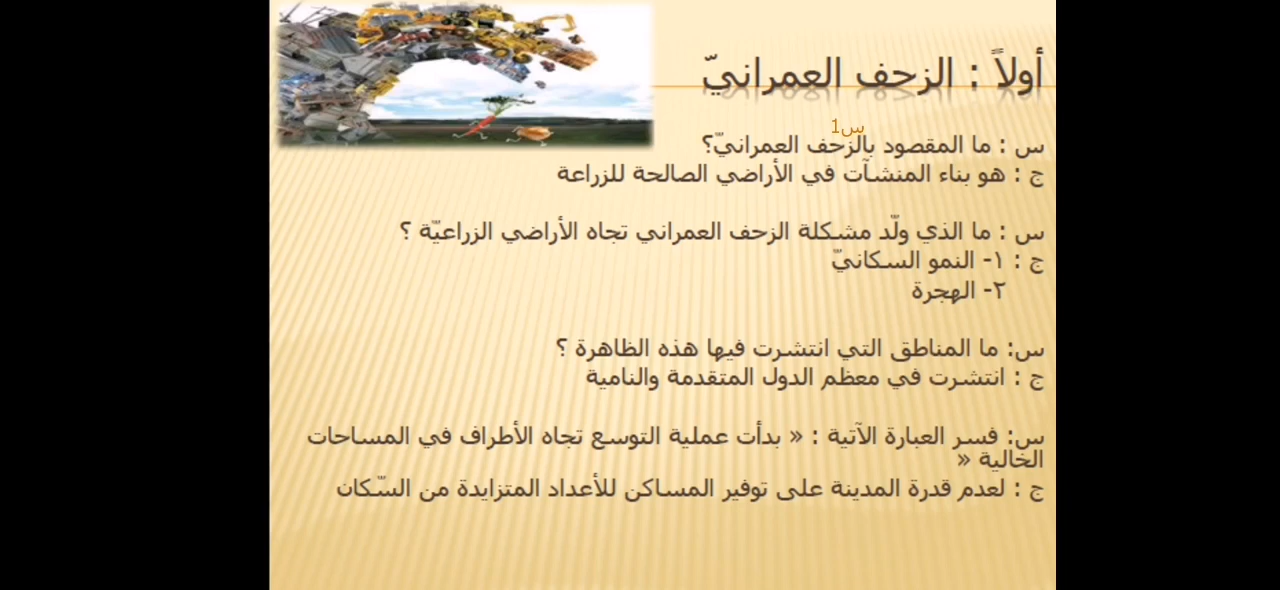 أولاً : الزحف العمرانيّ
س1
س : ما المقصود بالزحف العمرانيّ؟
ج : هو بناء المنشآت في الأراضي الصالحة للزراعة
س : ما الذي ولّد مشكلة الزحف العمراني تجاه الأراضي الزراعيّة ؟
ج : ١- النمو السكانيّ
٢- الهجرة
س: ما المناطق التي انتشرت فيها هذه الظاهرة ؟
ج : انتشرت في معظم الدول المتقدمة والنامية
س: فسر العبارة الآتية : « بدأت عملية التوسع تجاه الأطراف في المساحات
الخالية «
ج : لعدم قدرة المدينة على توفير المساكن للأعداد المتزايدة من السّكان